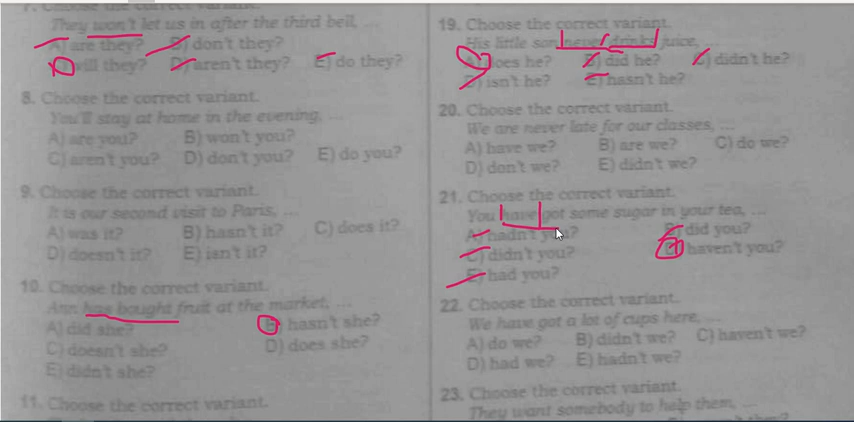 7. Choose the correct variant.
They won't let us in after the third bell, ...
A) are they? B) don't they?
C) will they? D) aren't they? E) do they?
8. Choose the correct variant.
You'll stay at home in the evening, ...
A) are you? B) won't you?
C) aren't you? D) don't you? E) do you?
9. Choose the correct variant.
It is our second visit to Paris, ...
A) was it? B) hasn't it? C) does it?
D) doesn't it? E) isn't it?
10. Choose the correct variant.
Ann has bought fruit at the market, ...
A) did she? B) hasn't she?
C) doesn't she? D) does she?
E) didn't she?
11. Choose the correct variant.
19. Choose the correct variant.
His little son never drinks juice, ...
A) does he? B) did he? C) didn't he?
D) isn't he? E) hasn't he?
20. Choose the correct variant.
We are never late for our classes, ...
A) have we? B) are we? C) do we?
D) don't we? E) didn't we?
21. Choose the correct variant.
You have got some sugar in your tea, ...
A) hadn't you? B) did you?
C) didn't you? D) haven't you?
E) had you?
22. Choose the correct variant.
We have got a lot of cups here, ...
A) do we? B) didn't we? C) haven't we?
D) had we? E) hadn't we?
23. Choose the correct variant.
They want somebody to help them, ...